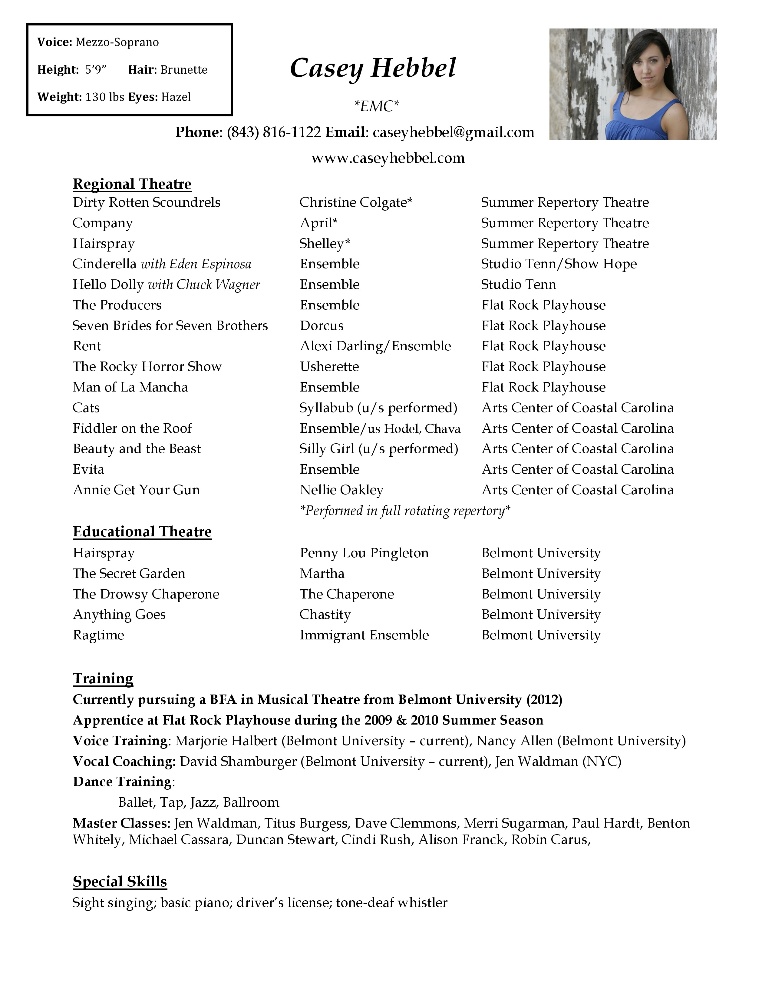 Voice: Mezzo-Soprano
Height: 5'9" Hair: Brunette
Weight: 130 lbs Eyes: Hazel
Casey Hebbel
*EMC*
Phone: (843) 816-1122 Email: caseyhebbel@gmail.com
www.caseyhebbel.com
Regional Theatre
Dirty Rotten Scoundrels Christine Colgate* Summer Repertory Theatre
Company April* Summer Repertory Theatre
Hairspray Shelley* Summer Repertory Theatre
Cinderella with Eden Espinosa Ensemble Studio Tenn/Show Hope
Hello Dolly with Chuck Wagner Ensemble Studio Tenn
The Producers Ensemble Flat Rock Playhouse
Seven Brides for Seven Brothers Dorcus Flat Rock Playhouse
Rent Alexi Darling/Ensemble Flat Rock Playhouse
The Rocky Horror Show Usherette Flat Rock Playhouse
Man of La Mancha Ensemble Flat Rock Playhouse
Cats Syllabub (u/s performed) Arts Center of Coastal Carolina
Fiddler on the Roof Ensemble/us Hodel, Chava Arts Center of Coastal Carolina
Beauty and the Beast Silly Girl (u/s performed) Arts Center of Coastal Carolina
Evita Ensemble Arts Center of Coastal Carolina
Annie Get Your Gun Nellie Oakley Arts Center of Coastal Carolina
*Performed in full rotating repertory*
Educational Theatre
Hairspray Penny Lou Pingleton Belmont University
The Secret Garden Martha Belmont University
The Drowsy Chaperone The Chaperone Belmont University
Anything Goes Chastity Belmont University
Ragtime Immigrant Ensemble Belmont University
Training
Currently pursuing a BFA in Musical Theatre from Belmont University (2012)
Apprentice at Flat Rock Playhouse during the 2009 & 2010 Summer Season
Voice Training: Marjorie Halbert (Belmont University – current), Nancy Allen (Belmont University)
Vocal Coaching: David Shamburger (Belmont University – current), Jen Waldman (NYC)
Dance Training:
Ballet, Tap, Jazz, Ballroom
Master Classes: Jen Waldman, Titus Burgess, Dave Clemmons, Merri Sugarman, Paul Hardt, Benton
Whitely, Michael Cassara, Duncan Stewart, Cindi Rush, Alison Franck, Robin Carus,
Special Skills
Sight singing; basic piano; driver's license; tone-deaf whistler